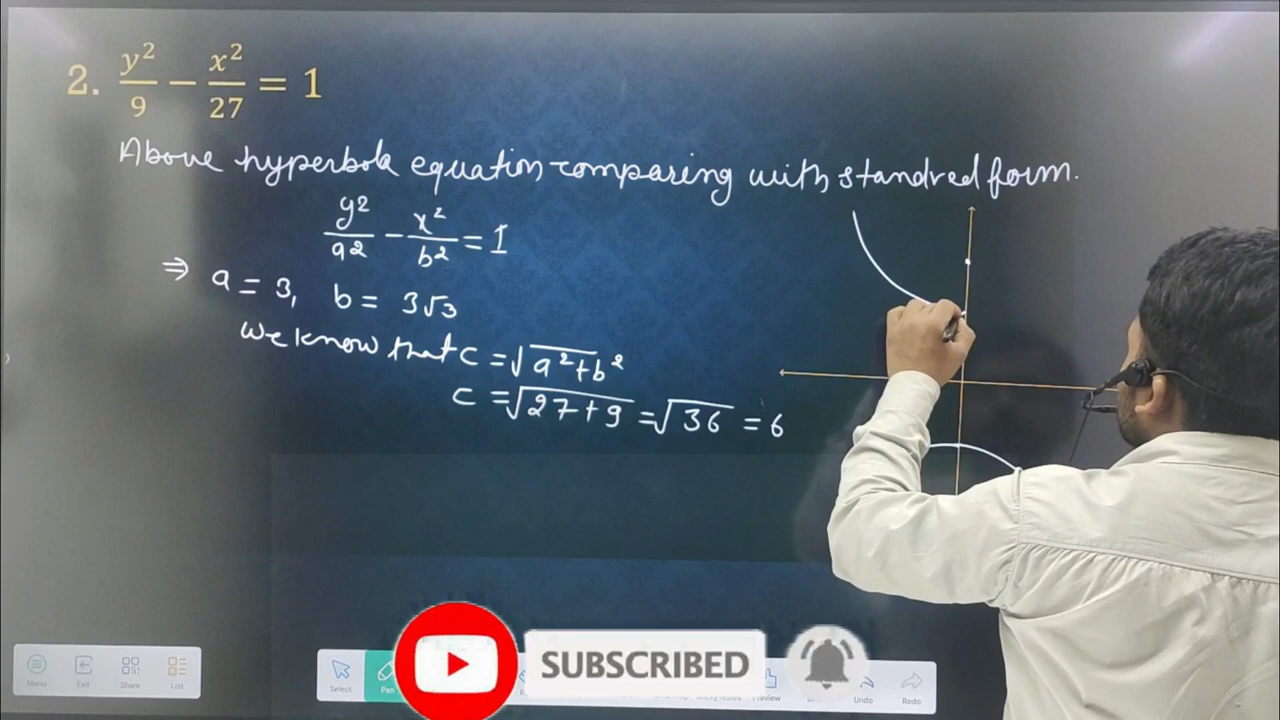 2. y²/9 − x²/27 = 1
Above hyperbola equation comparing with standred form.
y²/a² − x²/b² = 1
⇒ a = 3, b = 3√3
We know that c = √a²+b²
c = √27+9 = √36 = 6
Menu Exit Share List
Select Pen Preview Undo Redo
SUBSCRIBED